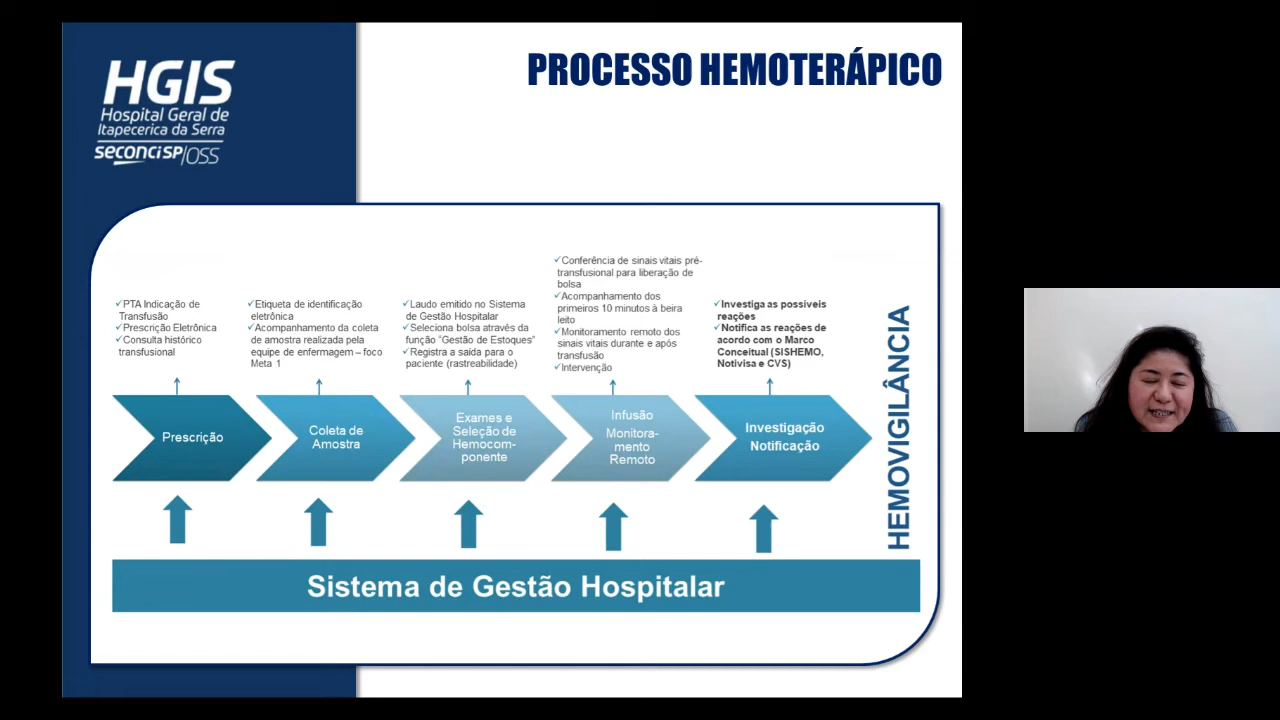 HGIS
Hospital Geral de
Itapecerica da Serra
seconcisp/oss
PROCESSO HEMOTERÁPICO
✓PTA Indicação de
Transfusão
✓Prescrição Eletrônica
✓Consulta histórico
transfusional
✓Etiqueta de identificação
eletrônica
✓Acompanhamento da coleta
de amostra realizada pela
equipe de enfermagem – foco
Meta 1
✓Laudo emitido no Sistema
de Gestão Hospitalar
✓Seleciona bolsa através da
função "Gestão de Estoques"
✓Registra a saída para o
paciente (rastreabilidade)
✓Conferência de sinais vitais pré-
transfusional para liberação de
bolsa
✓Acompanhamento dos
primeiros 10 minutos à beira
leito
✓Monitoramento remoto dos
sinais vitais durante e após
transfusão
✓Intervenção
✓Investiga as possíveis
reações
✓Notifica as reações de
acordo com o Marco
Conceitual (SISHEMO,
Notivisa e CVS)
Prescrição
Coleta de
Amostra
Exames e
Seleção de
Hemocom-
ponente
Infusão
Monitora-
mento
Remoto
Investigação
Notificação
HEMOVIGILÂNCIA
Sistema de Gestão Hospitalar